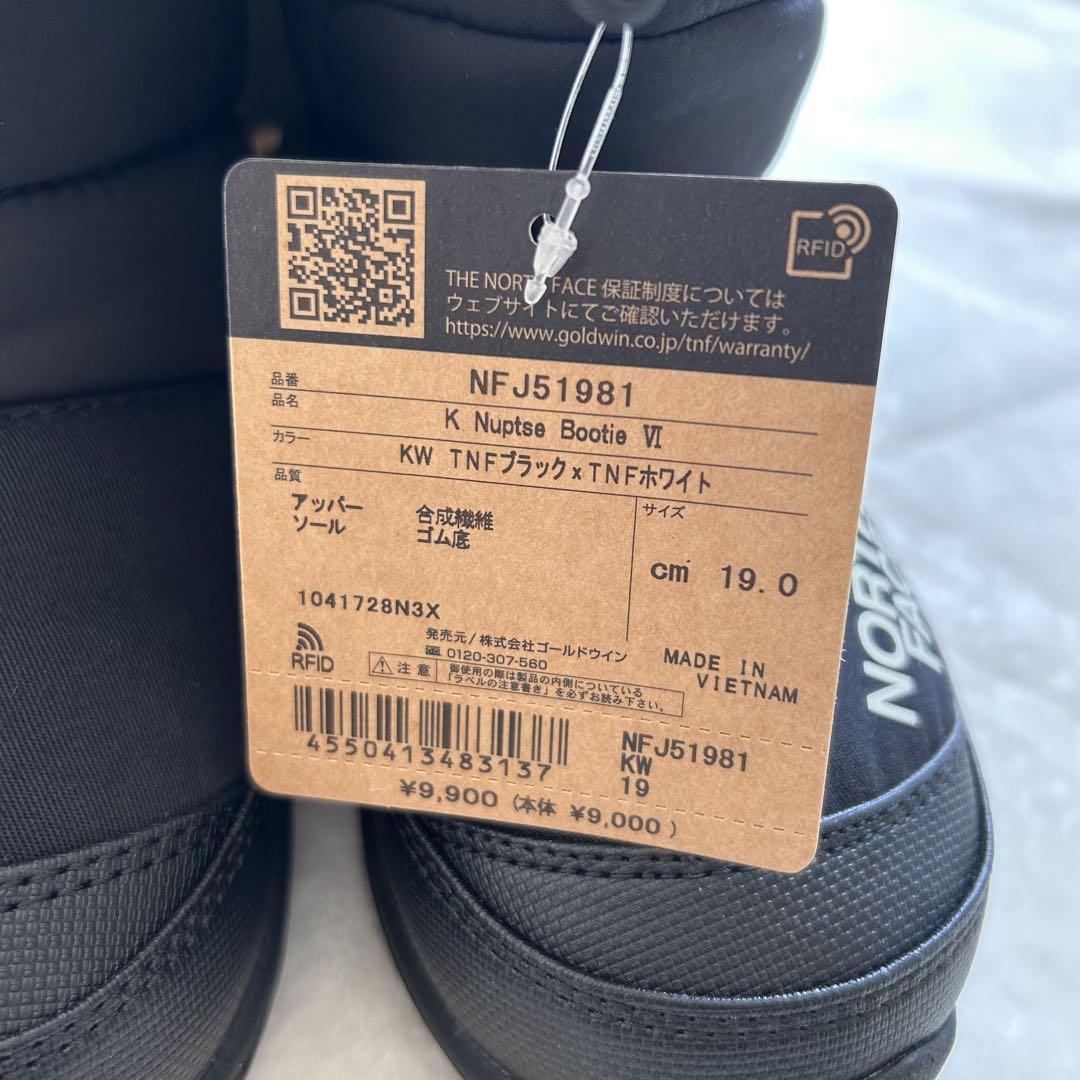 RFID
THE NORTH FACE 保証制度については
ウェブサイトにてご確認いただけます。
https://www.goldwin.co.jp/tnf/warranty/
品番 NFJ51981
品名 K Nuptse Bootie Ⅵ
カラー KW TNFブラック x TNFホワイト
品質
アッパー 合成繊維
ソール ゴム底
サイズ
cm 19.0
1041728N3X
RFID
発売元/株式会社ゴールドウイン
0120-307-560
MADE IN
VIETNAM
注意 御使用の際は製品の内側についている
「ラベルの注意書き」を必ずお読み下さい。
4550413483137
NFJ51981
KW
19
¥9,900 (本体 ¥9,000 )
NORTH
FACE